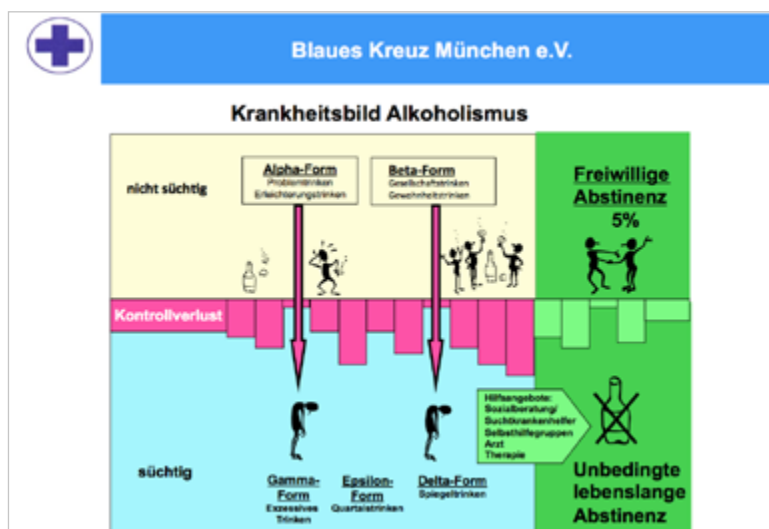 Blaues Kreuz München e.V.
Krankheitsbild Alkoholismus
nicht süchtig
Alpha-Form
Problemtrinken
Erleichterungstrinken
Beta-Form
Gesellschaftstrinken
Gewohnheitstrinken
Freiwillige
Abstinenz
5%
Kontrollverlust
süchtig
Gamma-
Form
Exzessives
Trinken
Epsilon-
Form
Quartalstrinken
Delta-Form
Spiegeltrinken
Hilfsangebote:
Sozialberatung/
Suchtkrankenhelfer
Selbsthilfegruppen
Arzt
Therapie
Unbedingte
lebenslange
Abstinenz